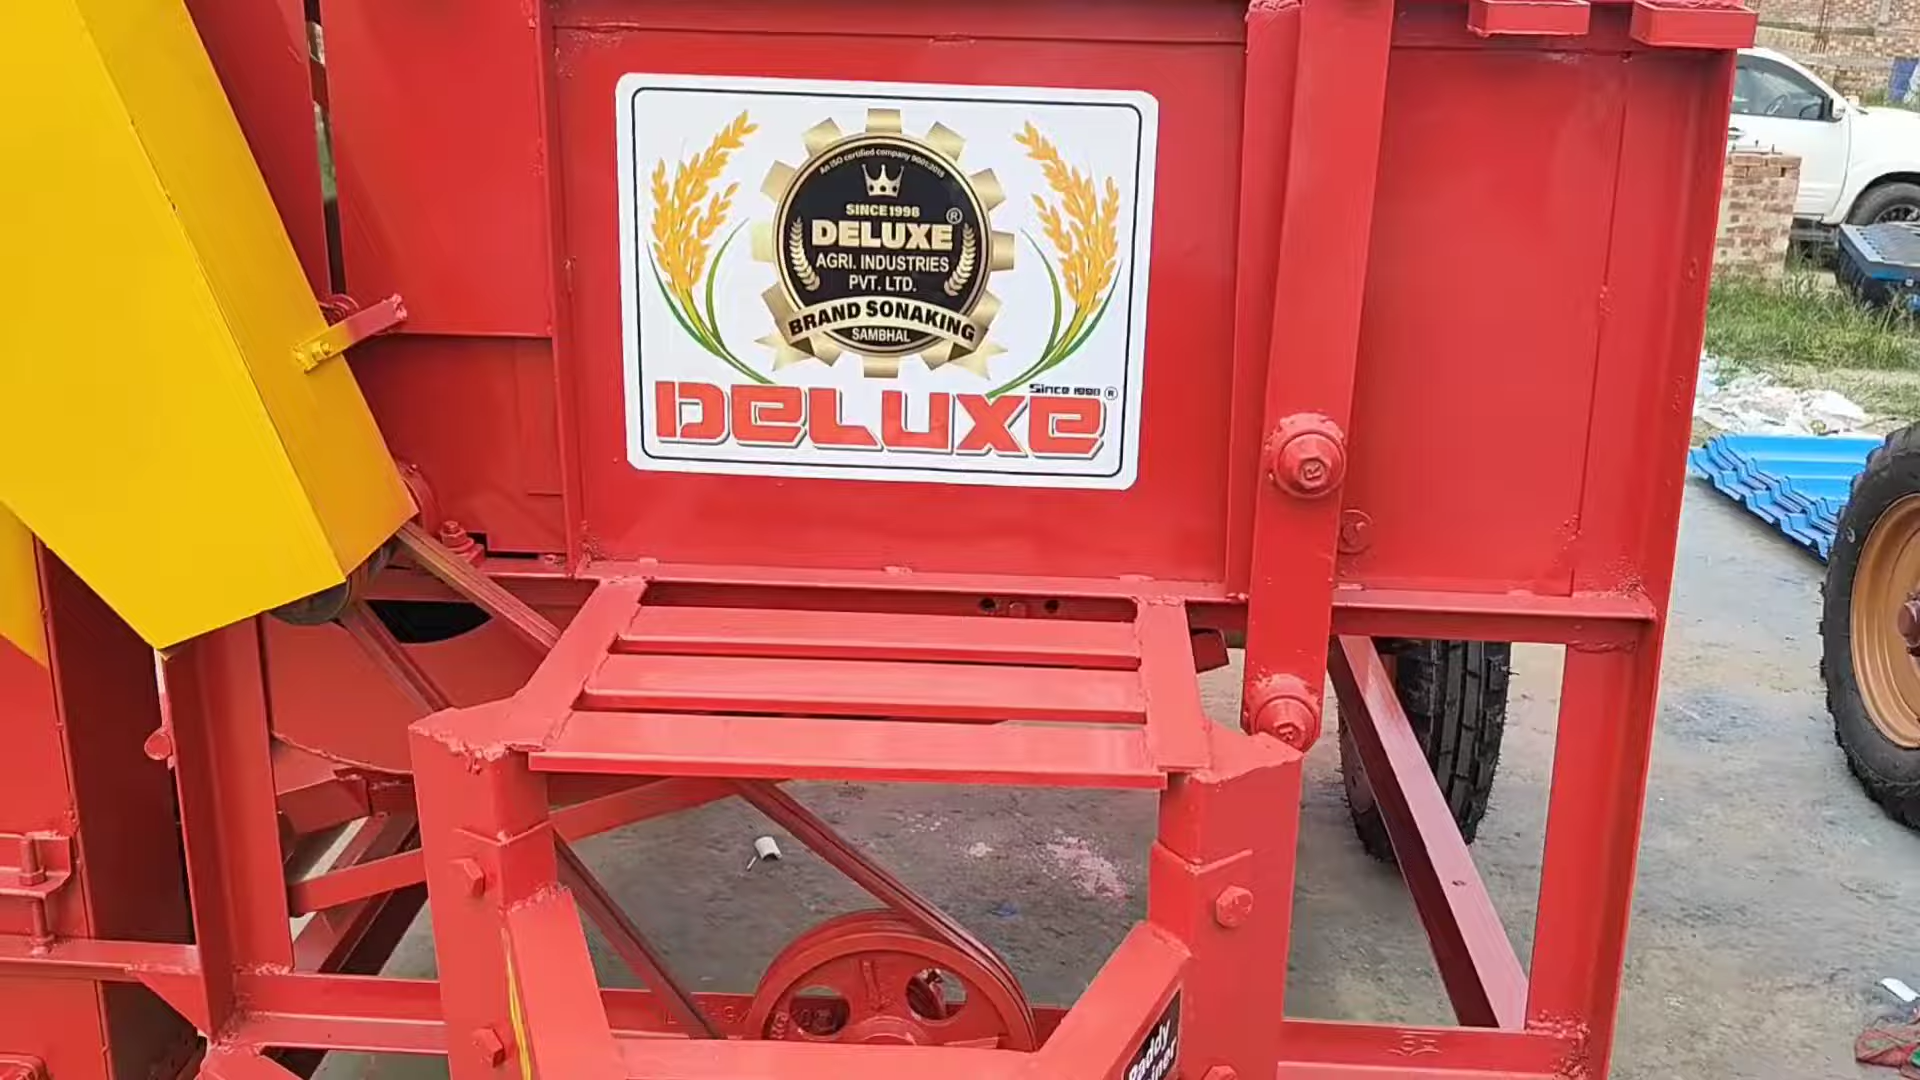 An ISO certified company 9001:2015
SINCE 1998
DELUXE ®
AGRI. INDUSTRIES
PVT. LTD.
BRAND SONAKING
SAMBHAL
Since 1998 ®
DELUXE
Paddy